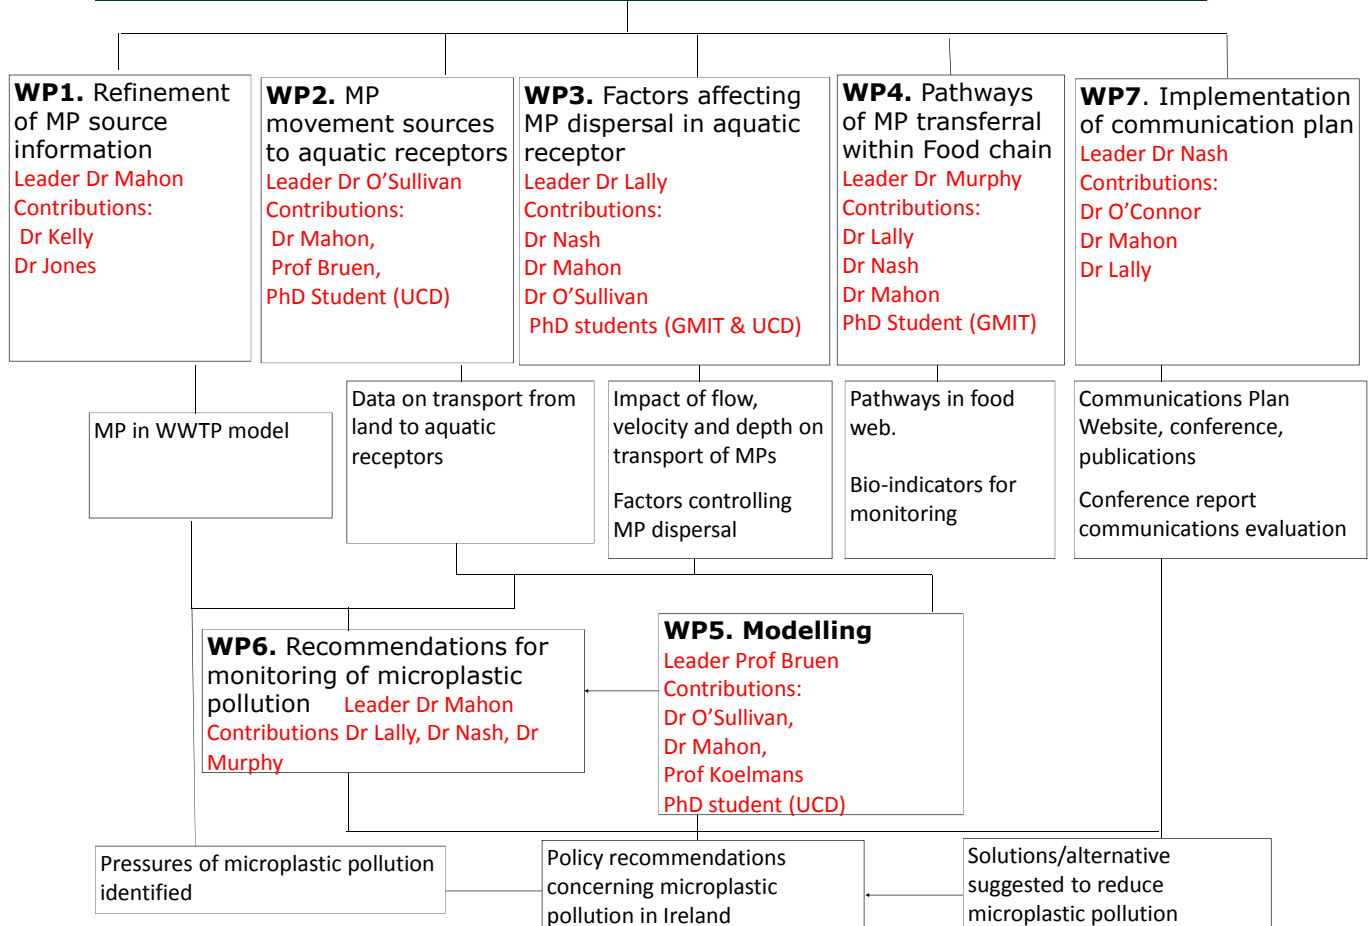 WP1. Refinement
of MP source
information
Leader Dr Mahon
Contributions:
Dr Kelly
Dr Jones
WP2. MP
movement sources
to aquatic receptors
Leader Dr O'Sullivan
Contributions:
Dr Mahon,
Prof Bruen,
PhD Student (UCD)
WP3. Factors affecting
MP dispersal in aquatic
receptor
Leader Dr Lally
Contributions:
Dr Nash
Dr Mahon
Dr O'Sullivan
PhD students (GMIT & UCD)
WP4. Pathways
of MP transferral
within Food chain
Leader Dr Murphy
Contributions:
Dr Lally
Dr Nash
Dr Mahon
PhD Student (GMIT)
WP7. Implementation
of communication plan
Leader Dr Nash
Contributions:
Dr O'Connor
Dr Mahon
Dr Lally
MP in WWTP model
Data on transport from
land to aquatic
receptors
Impact of flow,
velocity and depth on
transport of MPs
Factors controlling
MP dispersal
Pathways in food
web.
Bio-indicators for
monitoring
Communications Plan
Website, conference,
publications
Conference report
communications evaluation
WP6. Recommendations for
monitoring of microplastic
pollution Leader Dr Mahon
Contributions Dr Lally, Dr Nash, Dr
Murphy
WP5. Modelling
Leader Prof Bruen
Contributions:
Dr O'Sullivan,
Dr Mahon,
Prof Koelmans
PhD student (UCD)
Pressures of microplastic pollution
identified
Policy recommendations
concerning microplastic
pollution in Ireland
Solutions/alternative
suggested to reduce
microplastic pollution